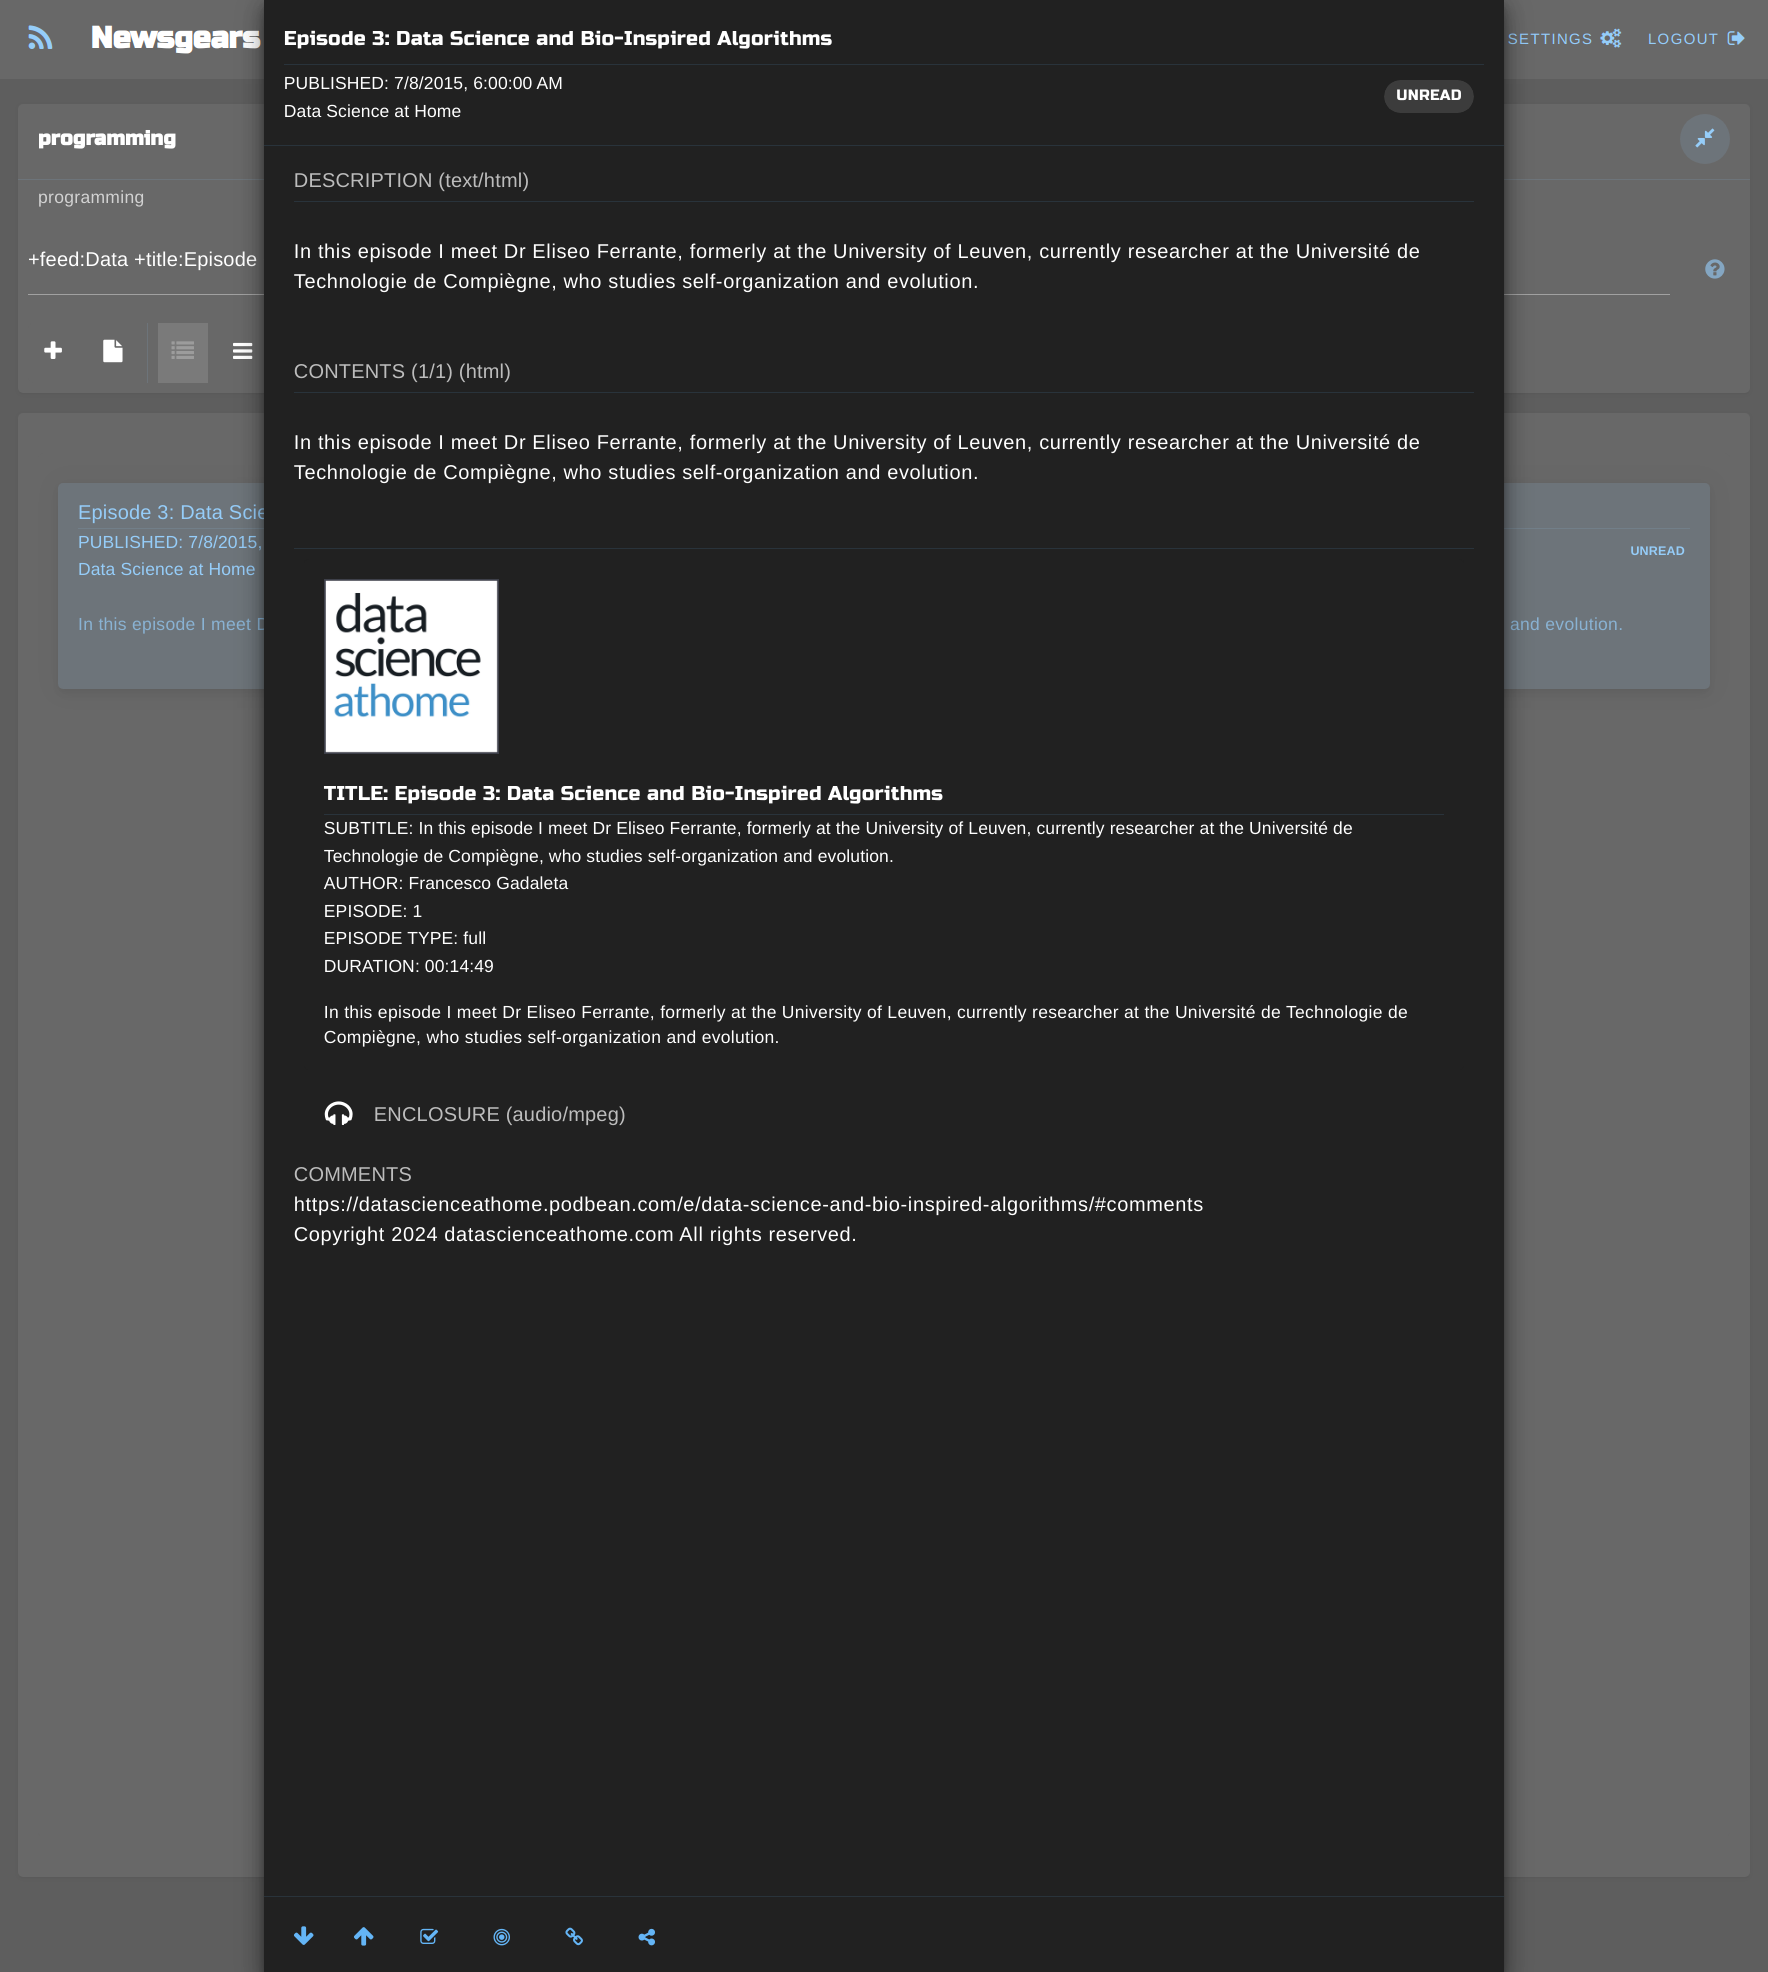 Newsgears
SETTINGS
LOGOUT
programming
programming
+feed:Data +title:Episode
Episode 3: Data Scie
PUBLISHED: 7/8/2015,
Data Science at Home
UNREAD
In this episode I meet
and evolution.
Episode 3: Data Science and Bio-Inspired Algorithms
PUBLISHED: 7/8/2015, 6:00:00 AM
Data Science at Home
UNREAD
DESCRIPTION (text/html)
In this episode I meet Dr Eliseo Ferrante, formerly at the University of Leuven, currently researcher at the Université de
Technologie de Compiègne, who studies self-organization and evolution.
CONTENTS (1/1) (html)
In this episode I meet Dr Eliseo Ferrante, formerly at the University of Leuven, currently researcher at the Université de
Technologie de Compiègne, who studies self-organization and evolution.
data
science
athome
TITLE: Episode 3: Data Science and Bio-Inspired Algorithms
SUBTITLE: In this episode I meet Dr Eliseo Ferrante, formerly at the University of Leuven, currently researcher at the Université de
Technologie de Compiègne, who studies self-organization and evolution.
AUTHOR: Francesco Gadaleta
EPISODE: 1
EPISODE TYPE: full
DURATION: 00:14:49
In this episode I meet Dr Eliseo Ferrante, formerly at the University of Leuven, currently researcher at the Université de Technologie de
Compiègne, who studies self-organization and evolution.
ENCLOSURE (audio/mpeg)
COMMENTS
https://datascienceathome.podbean.com/e/data-science-and-bio-inspired-algorithms/#comments
Copyright 2024 datascienceathome.com All rights reserved.